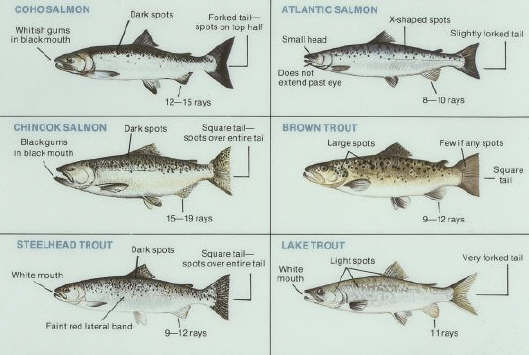 COHO SALMON
Dark spots
Forked tail—
spots on top half
Whitish gums
in black mouth
12—15 rays
ATLANTIC SALMON
X-shaped spots
Slightly forked tail
Small head
Does not
extend past eye
8—10 rays
CHINOOK SALMON
Dark spots
Square tail—
spots over entire tail
Black gums
in black mouth
15—19 rays
BROWN TROUT
Large spots
Few if any spots
Square
tail
9—12 rays
STEELHEAD TROUT
Dark spots
Square tail—
spots over entire tail
White mouth
Faint red lateral band
9—12 rays
LAKE TROUT
Light spots
Very forked tail
White
mouth
11 rays